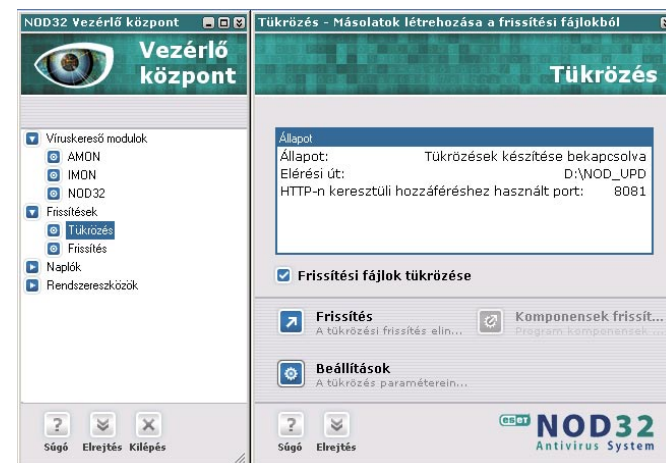 NOD32 Vezérlő központ
Vezérlő
központ
Víruskereső modulok
AMON
IMON
NOD32
Frissítések
Tükrözés
Frissítés
Naplók
Rendszereszközök
?
Súgó Elrejtés Kilépés
Tükrözés - Másolatok létrehozása a frissítési fájlokból
Tükrözés
Állapot
Állapot: Tükrözések készítése bekapcsolva
Elérési út: D:\NOD_UPD
HTTP-n keresztüli hozzáféréshez használt port: 8081
Frissítési fájlok tükrözése
Frissítés
A tükrözési frissítés elin...
Komponensek frissít...
Program komponensek ...
Beállítások
A tükrözés paraméterein...
?
Súgó Elrejtés
eset NOD32
Antivirus System